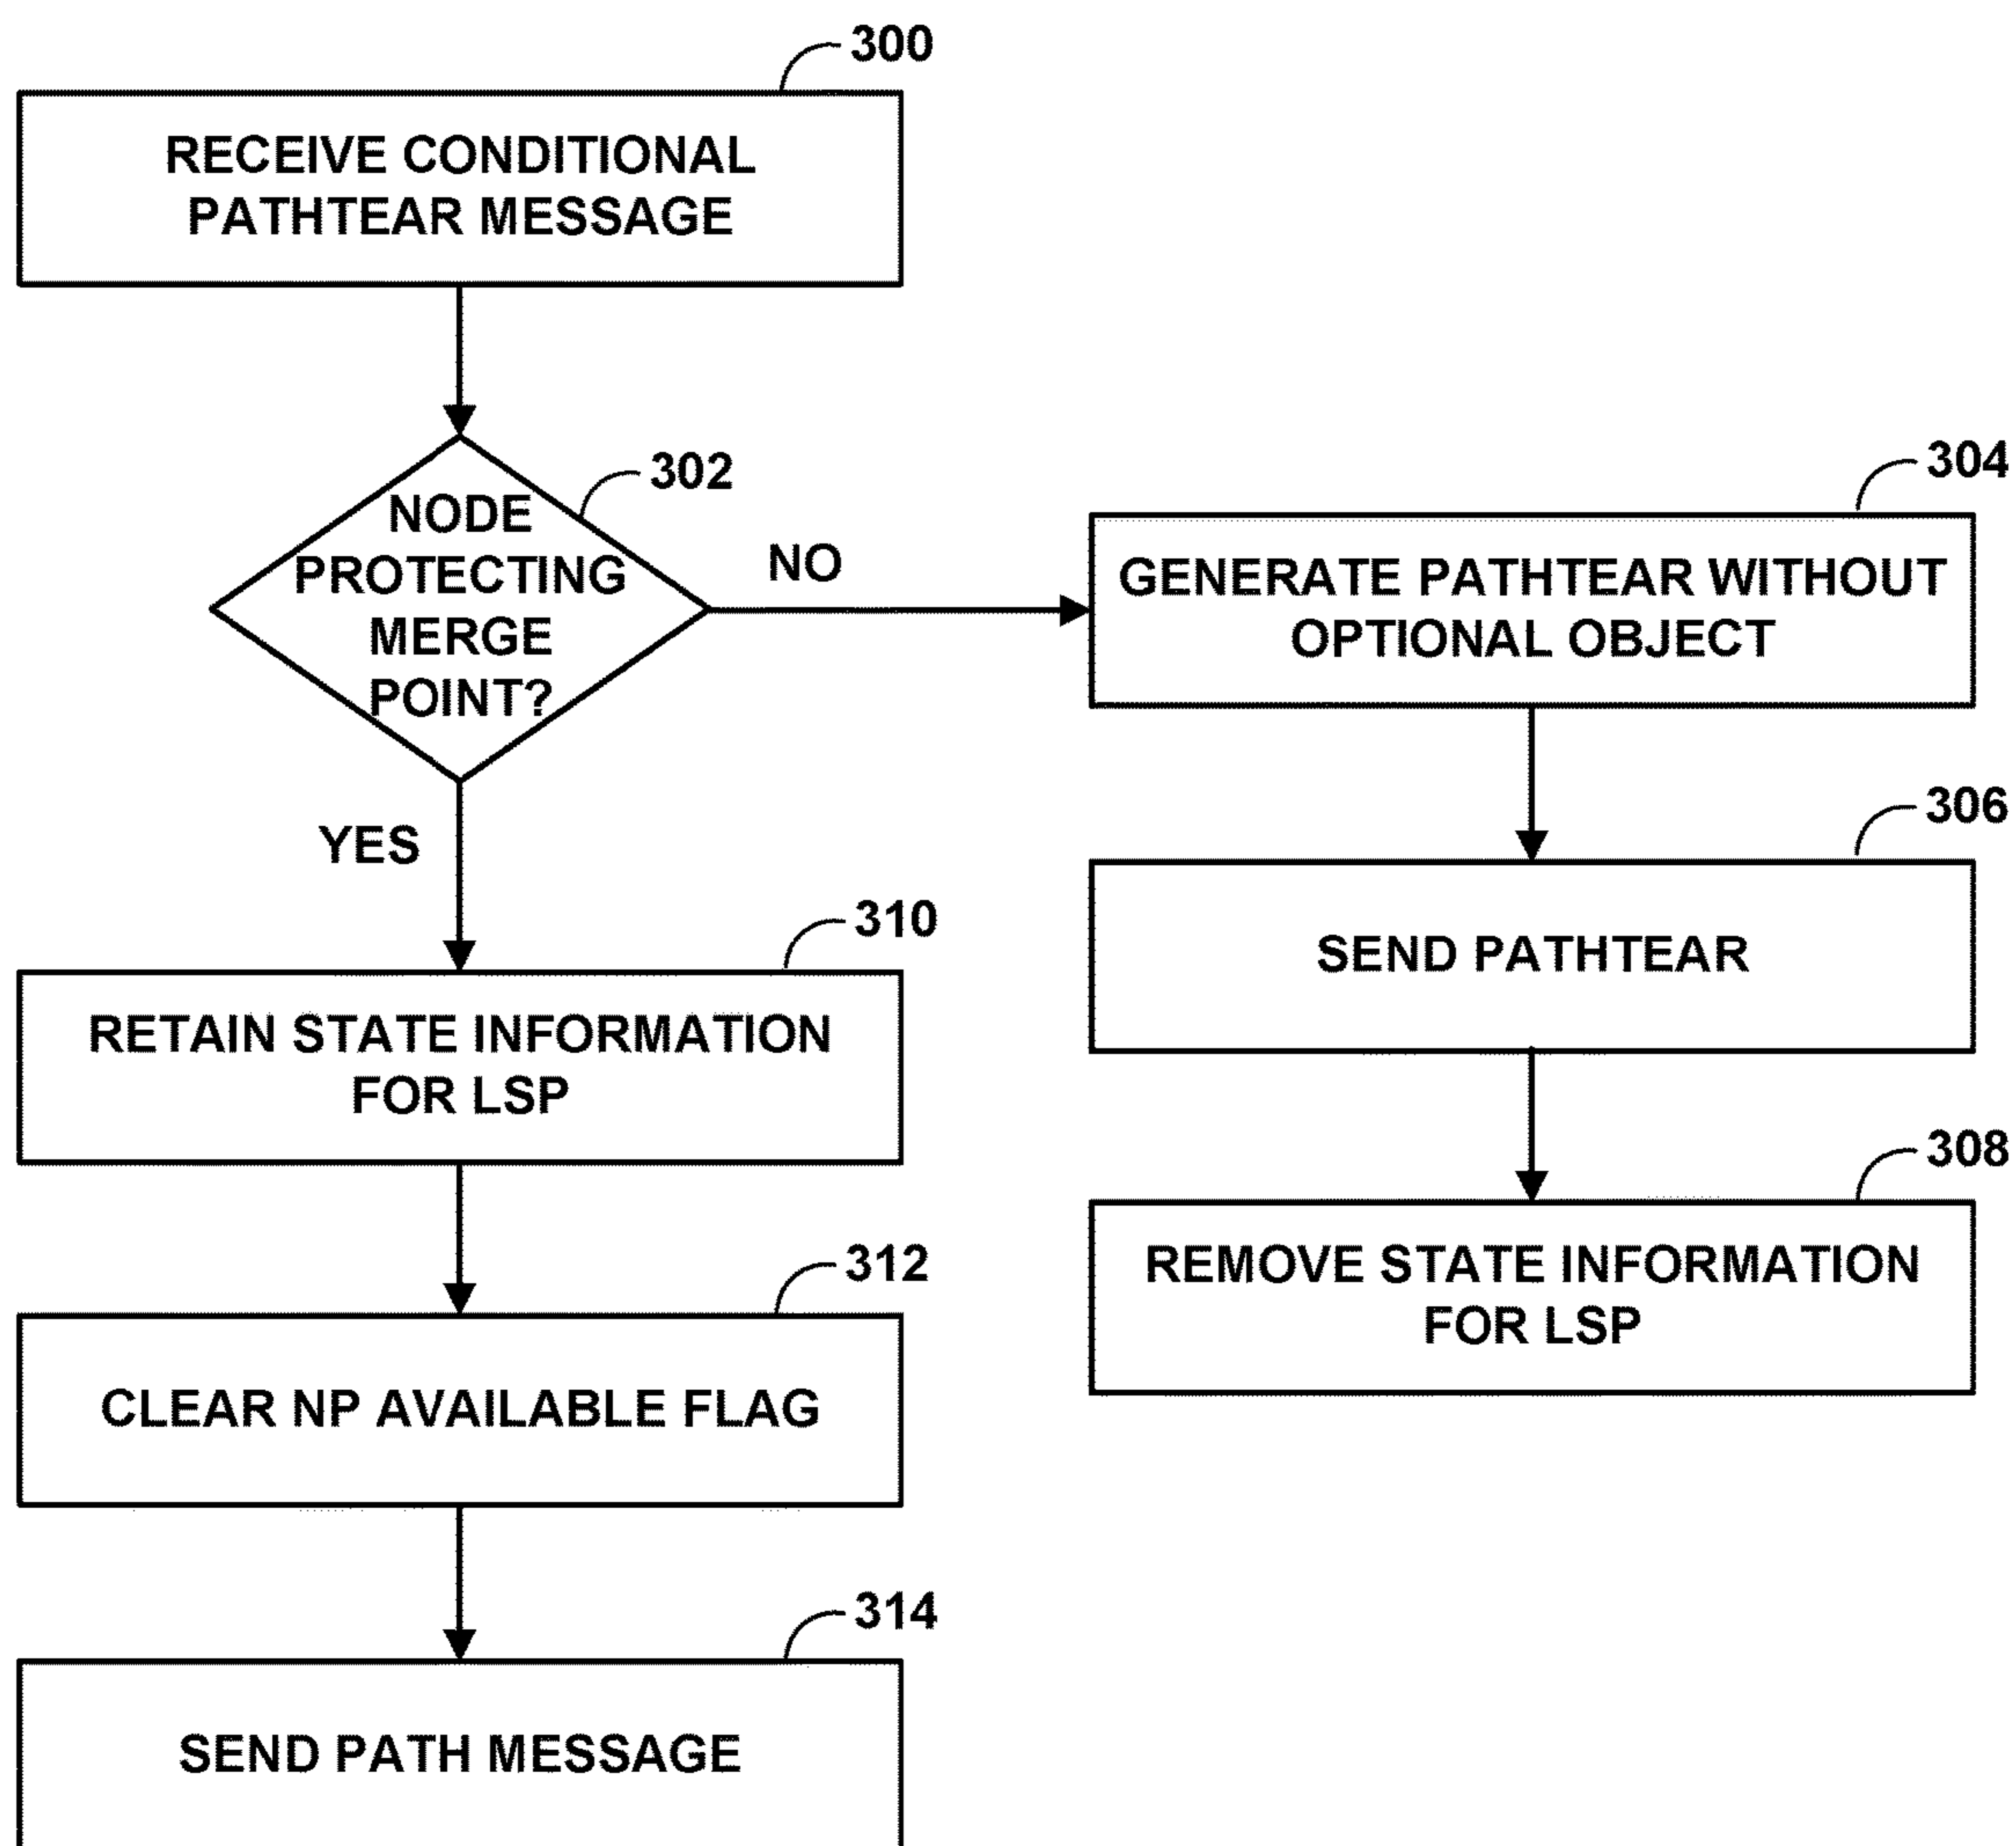 300
RECEIVE CONDITIONAL
PATHTEAR MESSAGE
302
NODE
PROTECTING
MERGE
POINT?
NO
YES
304
GENERATE PATHTEAR WITHOUT
OPTIONAL OBJECT
306
SEND PATHTEAR
308
REMOVE STATE INFORMATION
FOR LSP
310
RETAIN STATE INFORMATION
FOR LSP
312
CLEAR NP AVAILABLE FLAG
314
SEND PATH MESSAGE